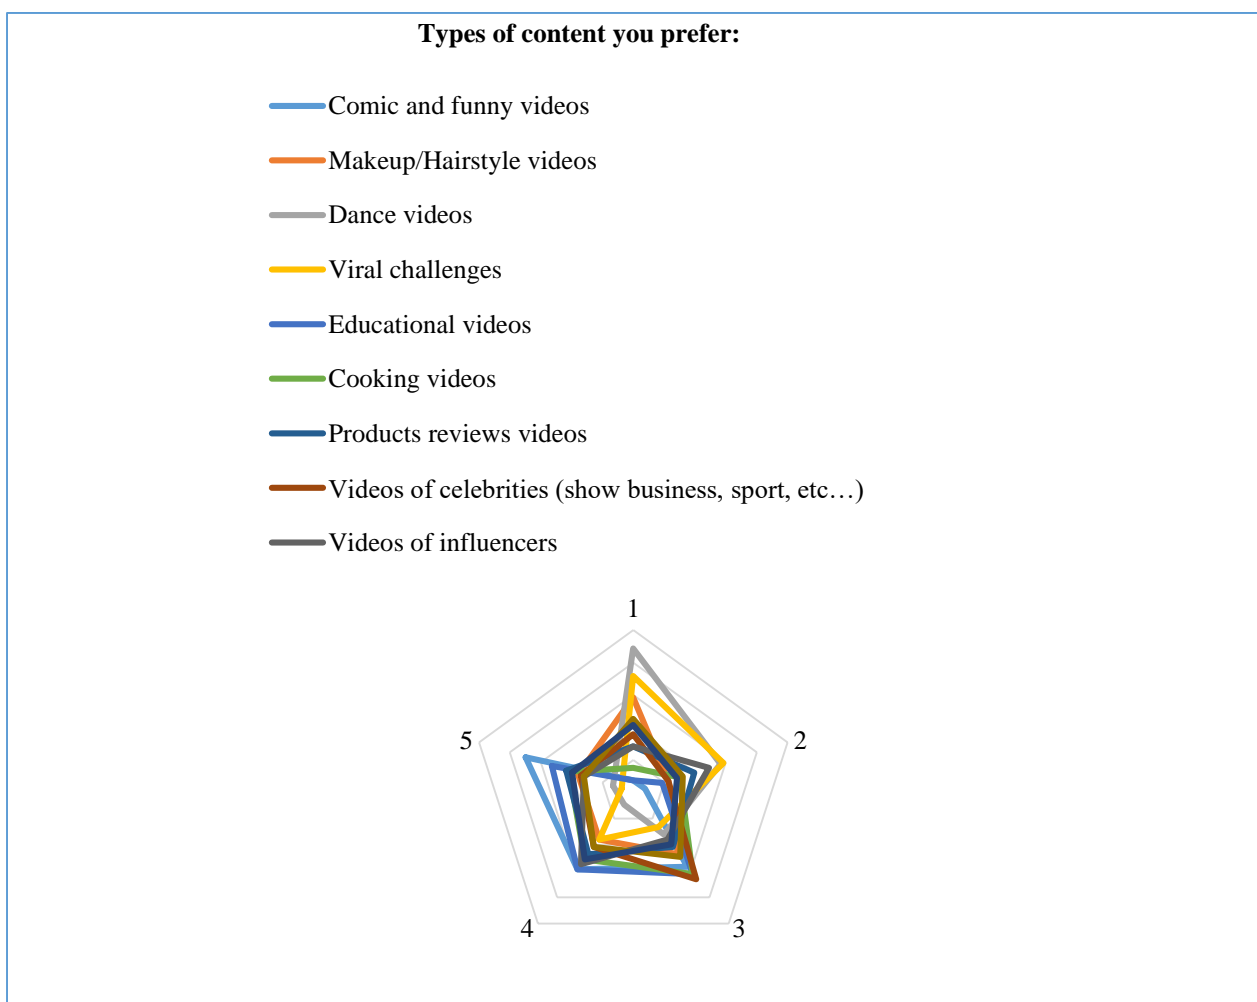 Types of content you prefer:
Comic and funny videos
Makeup/Hairstyle videos
Dance videos
Viral challenges
Educational videos
Cooking videos
Products reviews videos
Videos of celebrities (show business, sport, etc…)
Videos of influencers
1
5
2
4
3